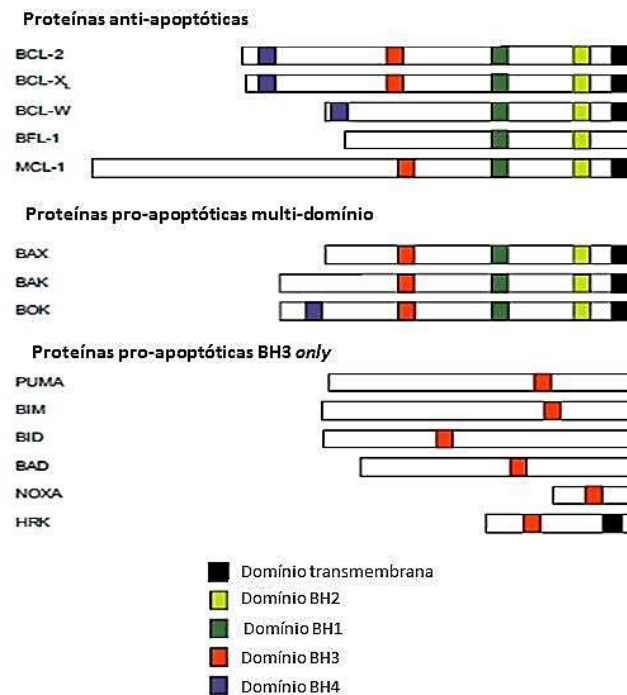 Proteínas anti-apoptóticas
BCL-2
BCL-XL
BCL-W
BFL-1
MCL-1
Proteínas pro-apoptóticas multi-domínio
BAX
BAK
BOK
Proteínas pro-apoptóticas BH3 only
PUMA
BIM
BID
BAD
NOXA
HRK
Domínio transmembrana
Domínio BH2
Domínio BH1
Domínio BH3
Domínio BH4